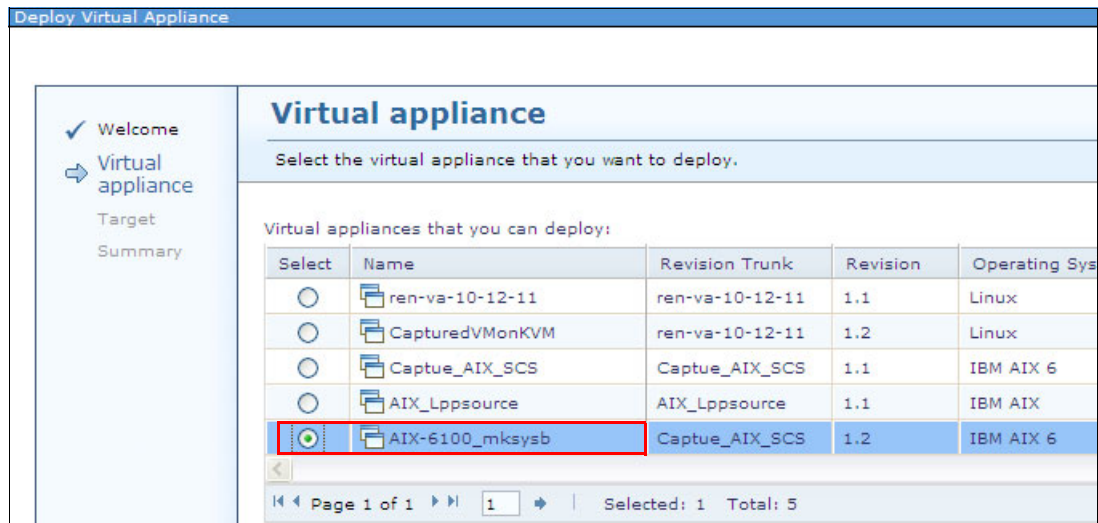 Deploy Virtual Appliance
Welcome
Virtual
appliance
Target
Summary
Virtual appliance
Select the virtual appliance that you want to deploy.
Virtual appliances that you can deploy:
Select Name Revision Trunk Revision Operating Sys
ren-va-10-12-11 ren-va-10-12-11 1.1 Linux
CapturedVMonKVM ren-va-10-12-11 1.2 Linux
Captue_AIX_SCS Captue_AIX_SCS 1.1 IBM AIX 6
AIX_Lppsource AIX_Lppsource 1.1 IBM AIX
AIX-6100_mksysb Captue_AIX_SCS 1.2 IBM AIX 6
Page 1 of 1 1 Selected: 1 Total: 5